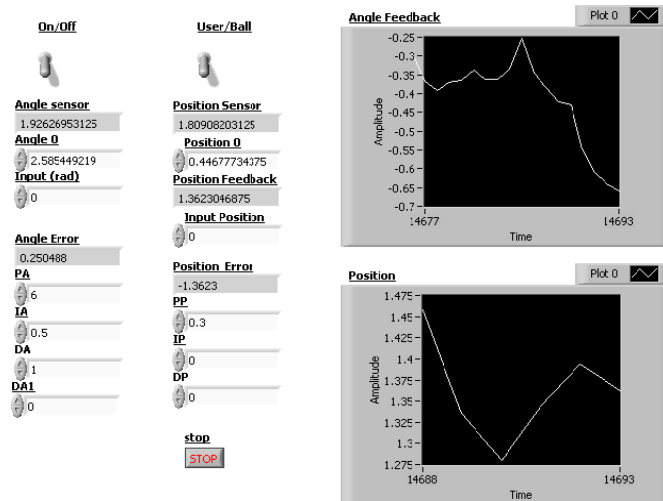 On/Off
User/Ball
Angle sensor
1.92626953125
Angle 0
2.585449219
Input (rad)
0
Angle Error
0.250488
PA
6
IA
0.5
DA
1
DA1
0
Position Sensor
1.80908203125
Position 0
0.44677734375
Position Feedback
1.3623046875
Input Position
0
Position Error
-1.3623
PP
0.3
IP
0
DP
0
stop
STOP
Angle Feedback
Plot 0
Amplitude
-0.25
-0.3
-0.35
-0.4
-0.45
-0.5
-0.55
-0.6
-0.65
-0.7
14677
14693
Time
Position
Plot 0
Amplitude
1.475
1.45
1.425
1.4
1.375
1.35
1.325
1.3
1.275
14688
14693
Time